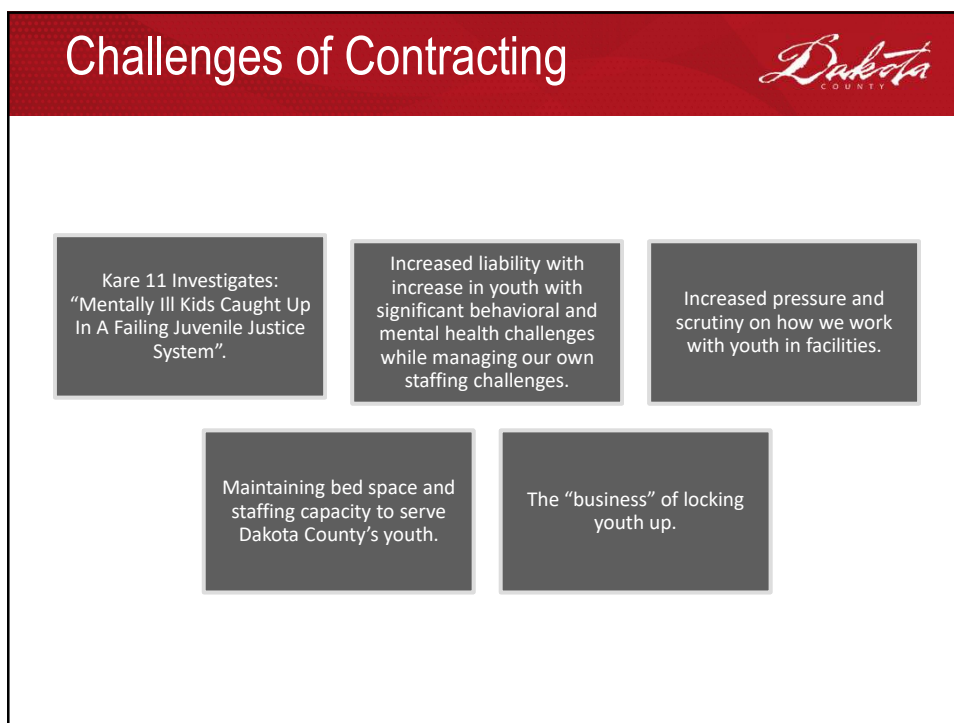 Challenges of Contracting
Dakota
COUNTY
Kare 11 Investigates:
“Mentally Ill Kids Caught Up
In A Failing Juvenile Justice
System”.
Increased liability with
increase in youth with
significant behavioral and
mental health challenges
while managing our own
staffing challenges.
Increased pressure and
scrutiny on how we work
with youth in facilities.
Maintaining bed space and
staffing capacity to serve
Dakota County’s youth.
The “business” of locking
youth up.